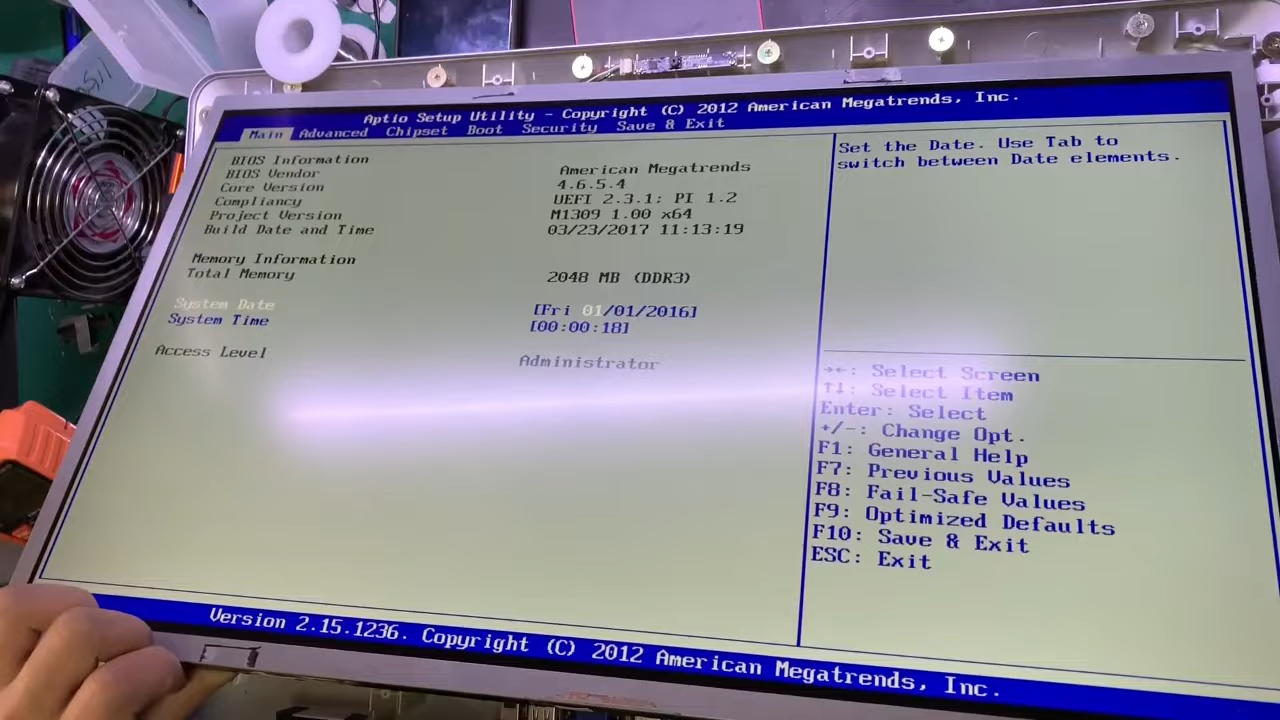 Aptio Setup Utility - Copyright (C) 2012 American Megatrends, Inc.
Main Advanced Chipset Boot Security Save & Exit
BIOS Information
BIOS Vendor American Megatrends
Core Version 4.6.5.4
Compliancy UEFI 2.3.1; PI 1.2
Project Version M1309 1.00 x64
Build Date and Time 03/23/2017 11:13:19
Memory Information
Total Memory 2048 MB (DDR3)
System Date [Fri 01/01/2016]
System Time [00:00:18]
Access Level Administrator
Set the Date. Use Tab to
switch between Date elements.
→←: Select Screen
↑↓: Select Item
Enter: Select
+/-: Change Opt.
F1: General Help
F7: Previous Values
F8: Fail-Safe Values
F9: Optimized Defaults
F10: Save & Exit
ESC: Exit
Version 2.15.1236. Copyright (C) 2012 American Megatrends, Inc.